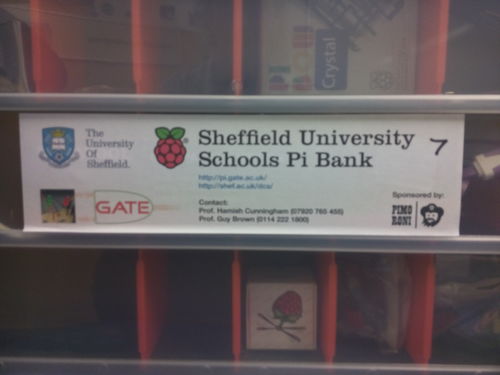 Crystal
The
University
Of
Sheffield.
Sheffield University
Schools Pi Bank
7
http://pi.gate.ac.uk/
http://shef.ac.uk/dcs/
GATE
Contact:
Prof. Hamish Cunningham (07920 765 455)
Prof. Guy Brown (0114 222 1800)
Sponsored by:
PIMO
RONI